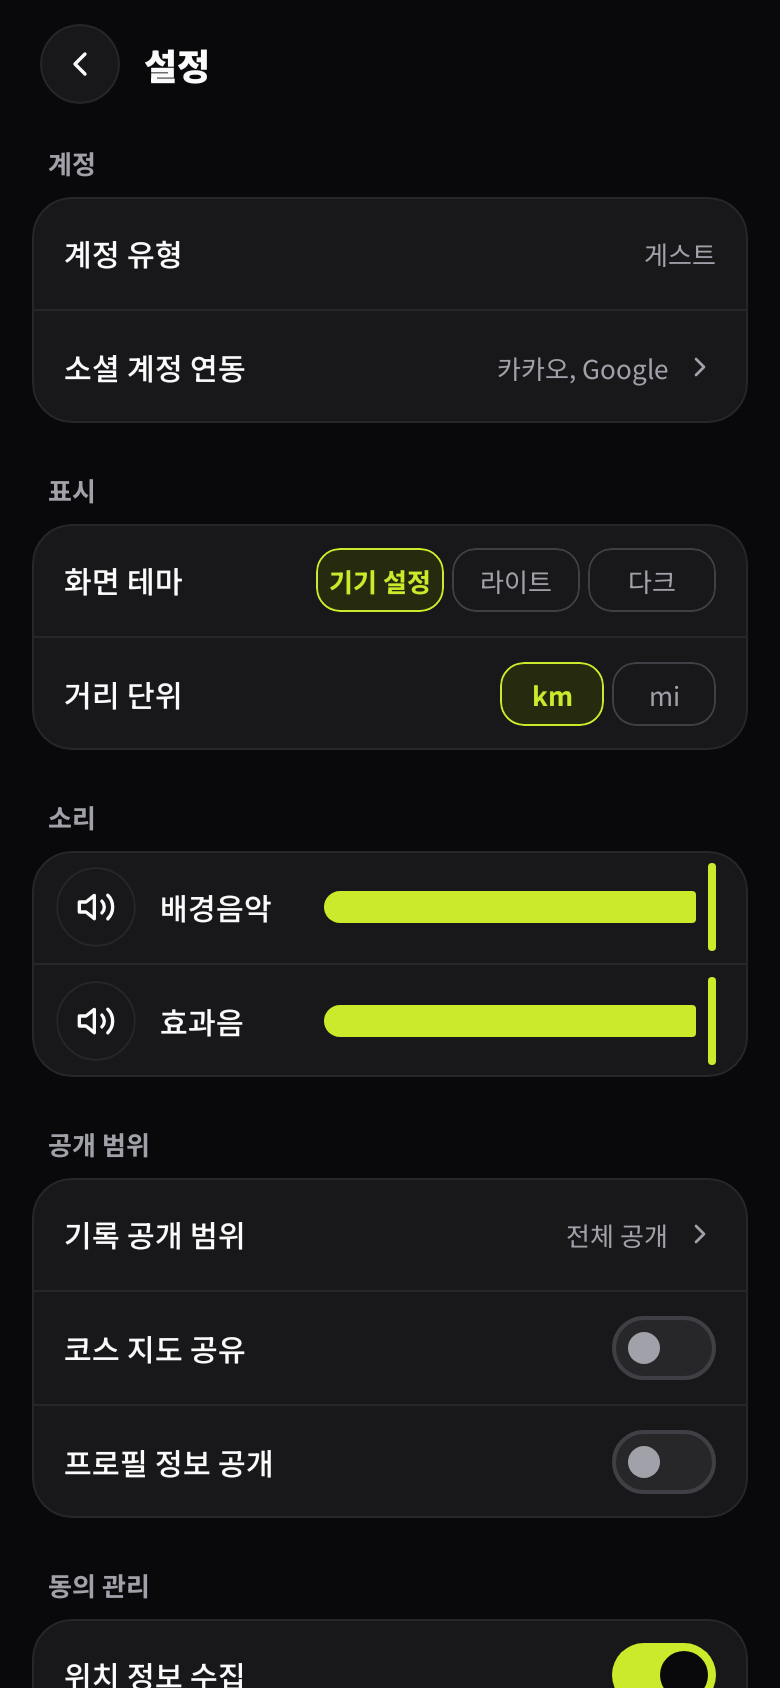 설정
계정
계정 유형 게스트
소셜 계정 연동 카카오, Google
표시
화면 테마 기기 설정 라이트 다크
거리 단위 km mi
소리
배경음악
효과음
공개 범위
기록 공개 범위 전체 공개
코스 지도 공유
프로필 정보 공개
동의 관리
위치 정보 수집